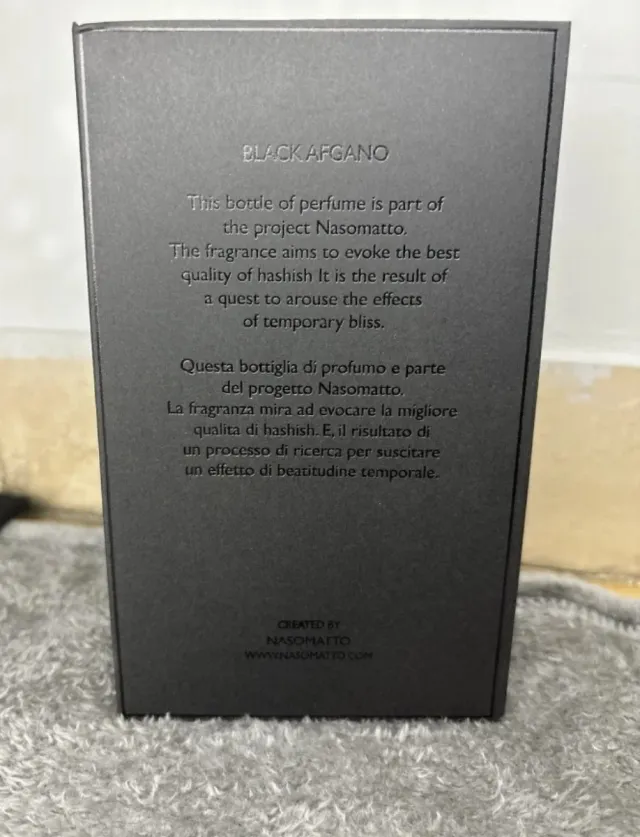 BLACK AFGANO
This bottle of perfume is part of
the project Nasomatto.
The fragrance aims to evoke the best
quality of hashish It is the result of
a quest to arouse the effects
of temporary bliss.
Questa bottiglia di profumo e parte
del progetto Nasomatto.
La fragranza mira ad evocare la migliore
qualita di hashish. E, il risultato di
un processo di ricerca per suscitare
un effetto di beatitudine temporale.
CREATED BY
NASOMATTO
WWW.NASOMATTO.COM